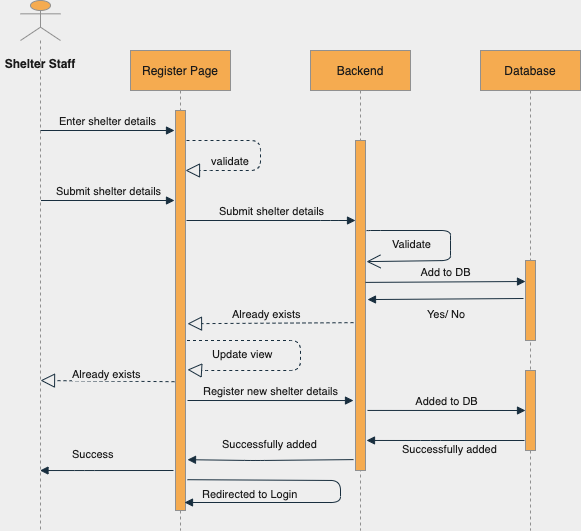 Shelter Staff
Register Page
Backend
Database
Enter shelter details
validate
Submit shelter details
Submit shelter details
Validate
Add to DB
Yes/ No
Already exists
Update view
Already exists
Register new shelter details
Added to DB
Successfully added
Successfully added
Success
Redirected to Login